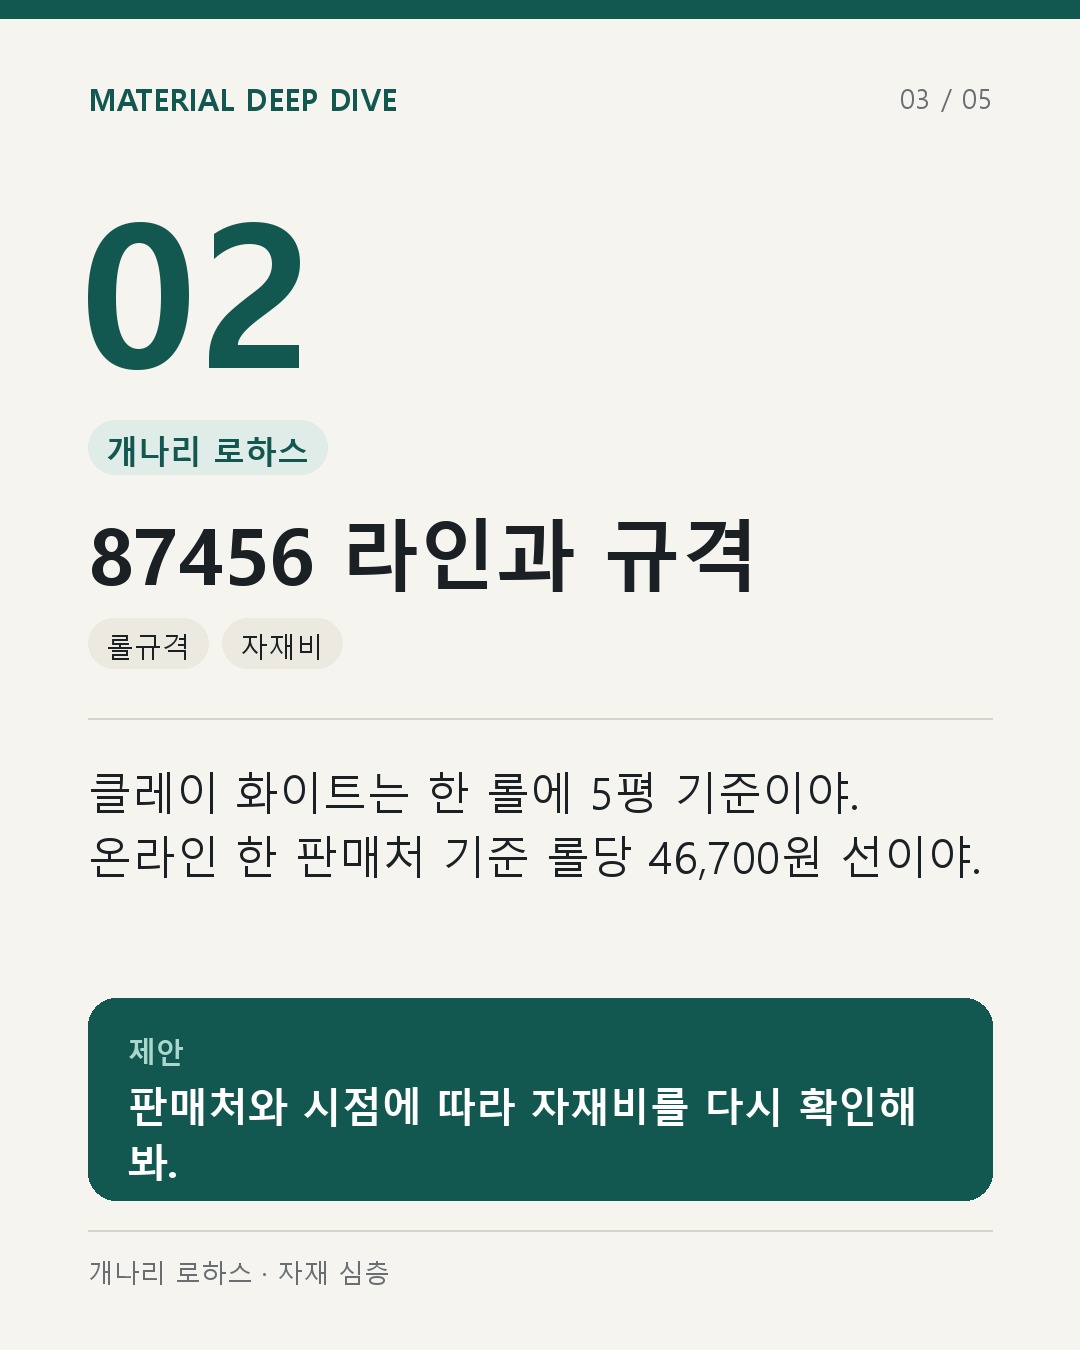 MATERIAL DEEP DIVE
03 / 05
02
개나리 로하스
87456 라인과 규격
롤규격 자재비
클레이 화이트는 한 롤에 5평 기준이야.
온라인 한 판매처 기준 롤당 46,700원 선이야.
제안
판매처와 시점에 따라 자재비를 다시 확인해
봐.
개나리 로하스 · 자재 심층